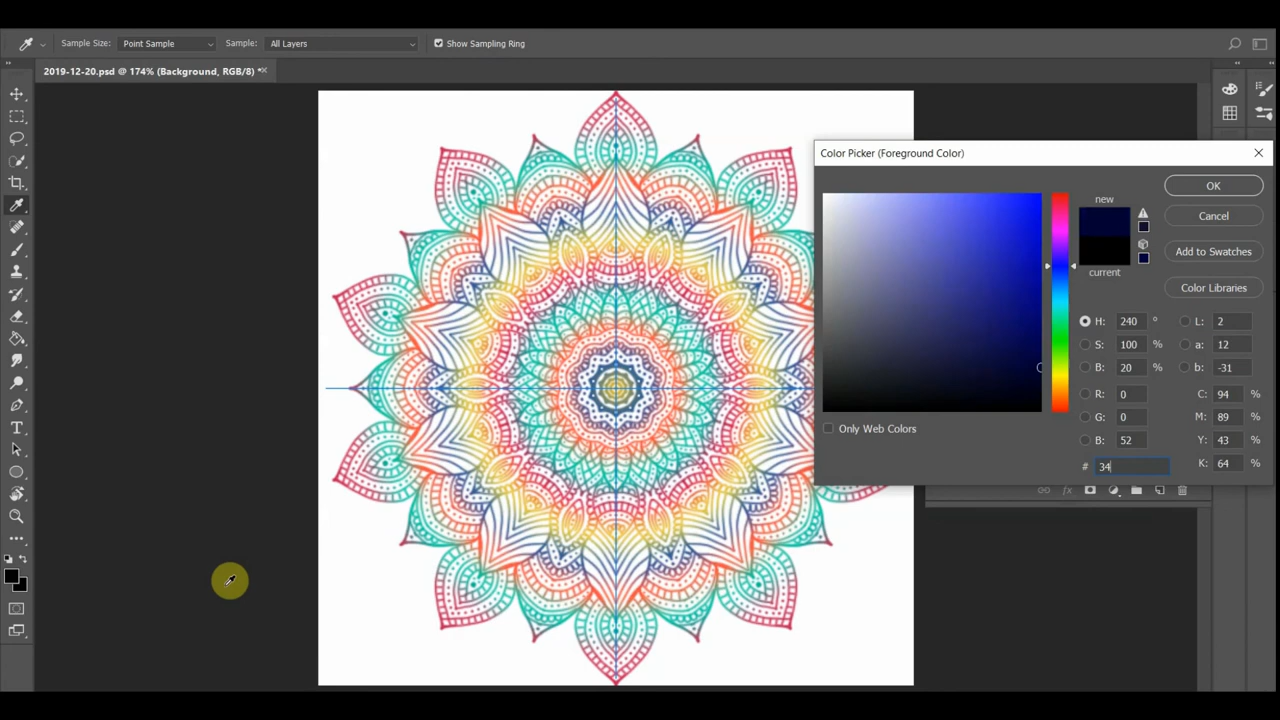 Sample Size: Point Sample Sample: All Layers Show Sampling Ring
2019-12-20.psd @ 174% (Background, RGB/8) *
Color Picker (Foreground Color)
new
current
OK
Cancel
Add to Swatches
Color Libraries
H: 240 ° L: 2
S: 100 % a: 12
B: 20 % b: -31
R: 0 C: 94 %
G: 0 M: 89 %
B: 52 Y: 43 %
# 34 K: 64 %
Only Web Colors
T
fx